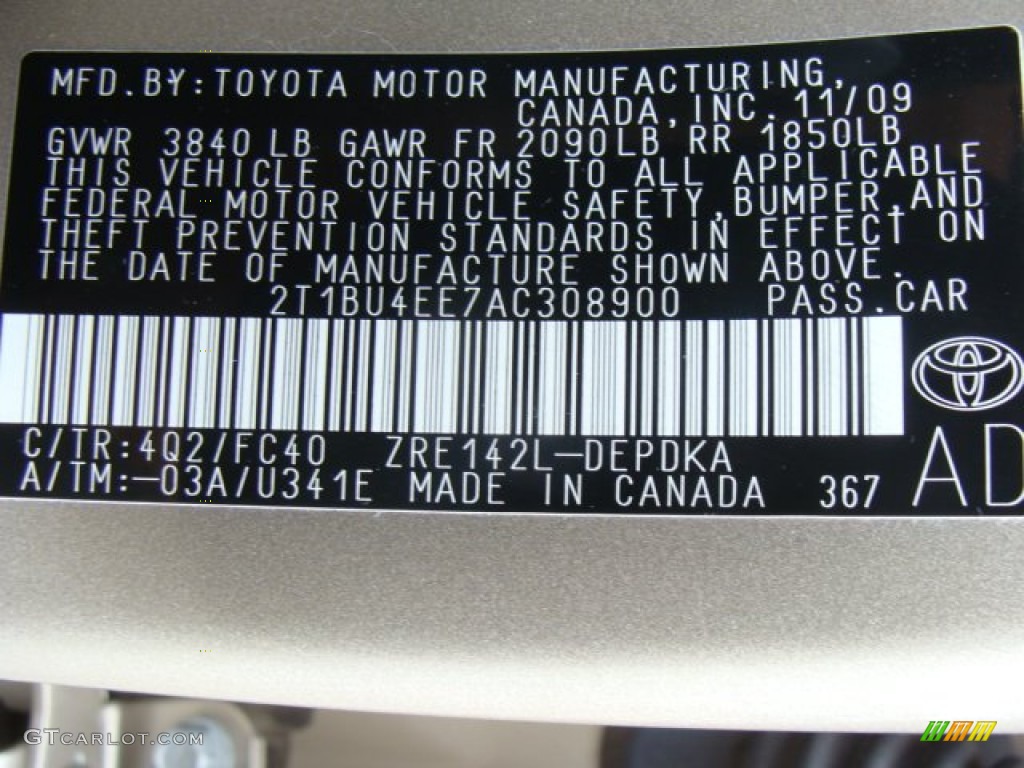 MFD.BY:TOYOTA MOTOR MANUFACTURING,
CANADA,INC. 11/09
GVWR 3840 LB GAWR FR 2090LB RR 1850LB
THIS VEHICLE CONFORMS TO ALL APPLICABLE
FEDERAL MOTOR VEHICLE SAFETY,BUMPER,AND
THEFT PREVENTION STANDARDS IN EFFECT ON
THE DATE OF MANUFACTURE SHOWN ABOVE.
2T1BU4EE7AC308900 PASS.CAR
C/TR:4Q2/FC40 ZRE142L-DEPDKA
A/TM:-03A/U341E MADE IN CANADA 367 AD
GTCARLOT.COM